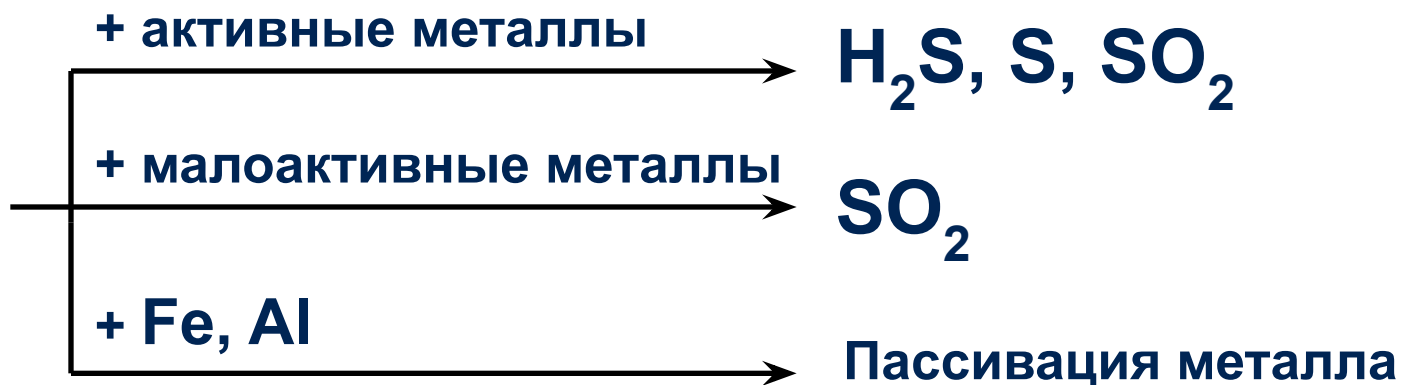 + активные металлы
H₂S, S, SO₂
+ малоактивные металлы
SO₂
+ Fe, Al
Пассивация металла